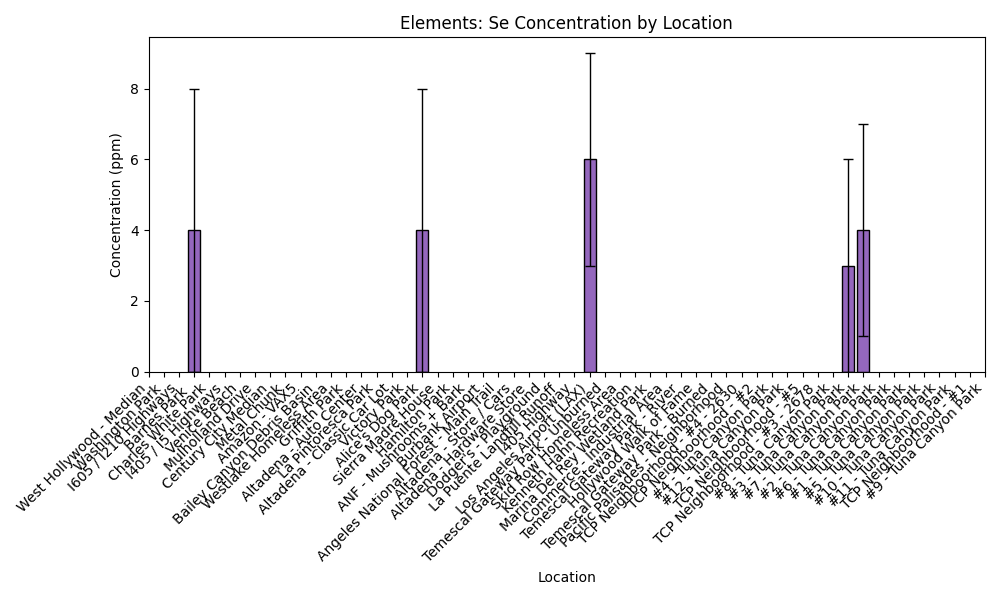 Elements: Se Concentration by Location
Concentration (ppm)
8
6
4
2
0
West Hollywood - Median
Washington Park
I605 / I210 Highways
Barnes Park
Charles White Park
I405 / I5 Highways
Venice Beach
Mulholland Drive
Century City Median
Metal Chunk
Amazon - VAX5
Bailey Canyon Debris Basin
Westlake Homeless Area
Griffith Park
Altadena - Auto Center
La Pintoresca Park
Altadena - Classic Car Lot
Victory Park
Alice's Dog Park
Sierra Madre House
Hamilton Park
ANF - Mushrooms + Bark
Burbank Airport
Angeles National Forest - Main Trail
Altadena - Store / Cars
Altadena Hardware Store
Dodger's Playground
La Puente Landfill Runoff
Highway
Los Angeles Airport (LAX)
Temescal Gateway Park - Unburned
Skid Row Homeless Area
Kenneth Hahn Recreation
Marina Del Rey Wetlands
Commerce - Industrial Area
Temescal Gateway Park - River
Hollywood Walk of Fame
Temescal Gateway Park - Burned
Pacific Palisades - Neighborhood
TCP Neighborhood #4 - 2630
TCP Neighborhood - #2
#4 - Tuna Canyon Park
#12 - Tuna Canyon Park
TCP Neighborhood - #5
TCP Neighborhood #3 - 2678
#8 - Tuna Canyon Park
#3 - Tuna Canyon Park
#7 - Tuna Canyon Park
#2 - Tuna Canyon Park
#6 - Tuna Canyon Park
#1 - Tuna Canyon Park
#5 - Tuna Canyon Park
#10 - Tuna Canyon Park
#11 - Tuna Canyon Park
TCP Neighborhood - #1
#9 - Tuna Canyon Park
Location